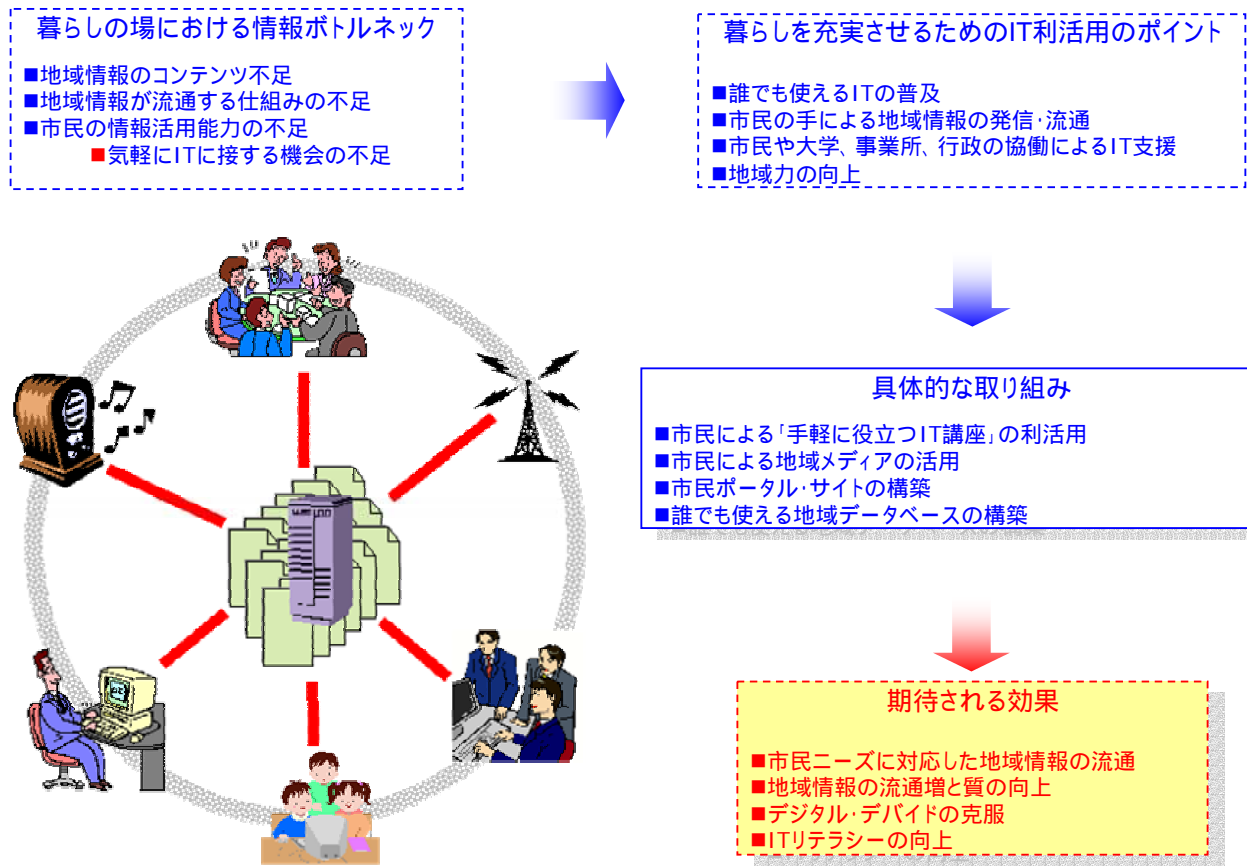 暮らしの場における情報ボトルネック
■地域情報のコンテンツ不足
■地域情報が流通する仕組みの不足
■市民の情報活用能力の不足
■気軽にITに接する機会の不足
暮らしを充実させるためのIT利活用のポイント
■誰でも使えるITの普及
■市民の手による地域情報の発信・流通
■市民や大学、事業所、行政の協働によるIT支援
■地域力の向上
具体的な取り組み
■市民による「手軽に役立つIT講座」の利活用
■市民による地域メディアの活用
■市民ポータル・サイトの構築
■誰でも使える地域データベースの構築
期待される効果
■市民ニーズに対応した地域情報の流通
■地域情報の流通増と質の向上
■デジタル・デバイドの克服
■ITリテラシーの向上